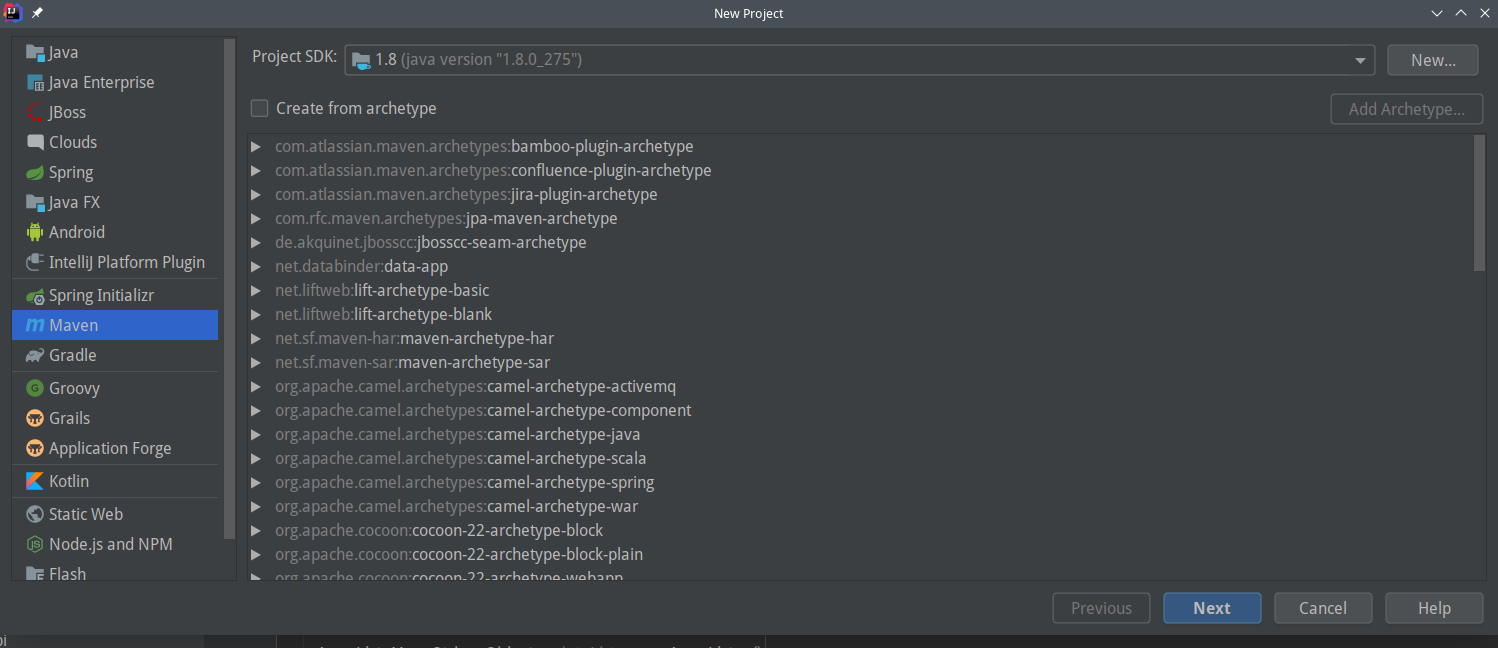 New Project
Java
Java Enterprise
JBoss
Clouds
Spring
Java FX
Android
IntelliJ Platform Plugin
Spring Initializr
Maven
Gradle
Groovy
Grails
Application Forge
Kotlin
Static Web
Node.js and NPM
Flash
Project SDK: 1.8 (java version "1.8.0_275") New...
Create from archetype Add Archetype...
com.atlassian.maven.archetypes:bamboo-plugin-archetype
com.atlassian.maven.archetypes:confluence-plugin-archetype
com.atlassian.maven.archetypes:jira-plugin-archetype
com.rfc.maven.archetypes:jpa-maven-archetype
de.akquinet.jbosscc:jbosscc-seam-archetype
net.databinder:data-app
net.liftweb:lift-archetype-basic
net.liftweb:lift-archetype-blank
net.sf.maven-har:maven-archetype-har
net.sf.maven-sar:maven-archetype-sar
org.apache.camel.archetypes:camel-archetype-activemq
org.apache.camel.archetypes:camel-archetype-component
org.apache.camel.archetypes:camel-archetype-java
org.apache.camel.archetypes:camel-archetype-scala
org.apache.camel.archetypes:camel-archetype-spring
org.apache.camel.archetypes:camel-archetype-war
org.apache.cocoon:cocoon-22-archetype-block
org.apache.cocoon:cocoon-22-archetype-block-plain
org.apache.cocoon:cocoon-22-archetype-webapp
Previous Next Cancel Help